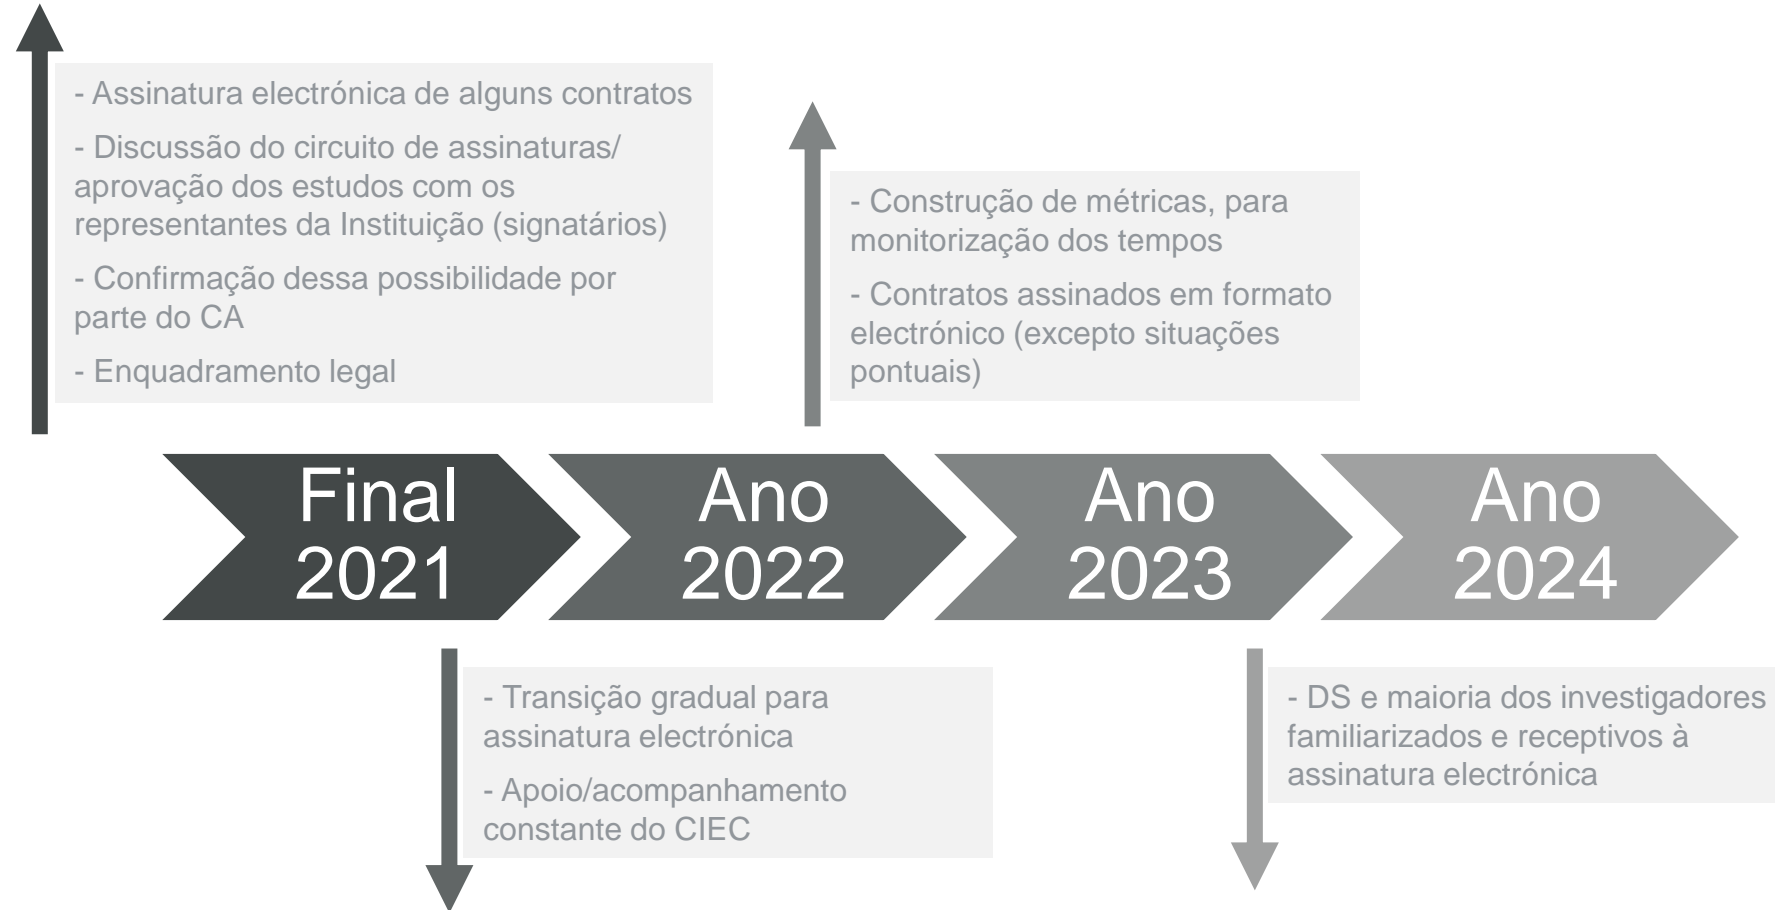 - Assinatura electrónica de alguns contratos
- Discussão do circuito de assinaturas/
aprovação dos estudos com os
representantes da Instituição (signatários)
- Confirmação dessa possibilidade por
parte do CA
- Enquadramento legal
- Construção de métricas, para
monitorização dos tempos
- Contratos assinados em formato
electrónico (excepto situações
pontuais)
Final
2021
Ano
2022
Ano
2023
Ano
2024
- Transição gradual para
assinatura electrónica
- Apoio/acompanhamento
constante do CIEC
- DS e maioria dos investigadores
familiarizados e receptivos à
assinatura electrónica